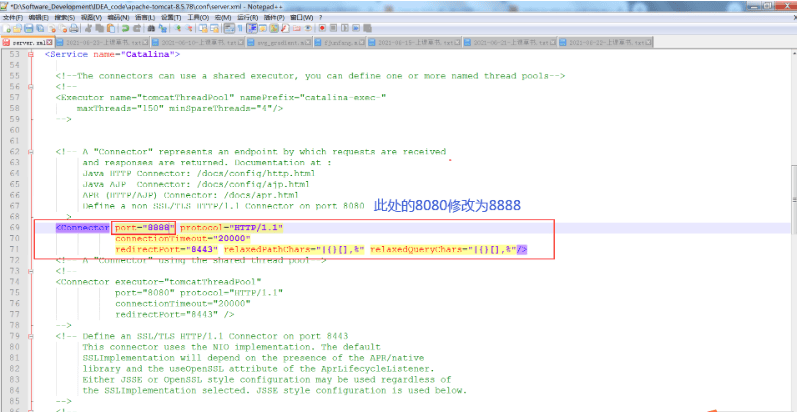 *D:\Software_Development\IDEA_code\apache-tomcat-8.5.78\conf\server.xml - Notepad++
文件(F) 编辑(E) 搜索(S) 视图(V) 编码(N) 语言(L) 设置(T) 工具(O) 宏(M) 运行(R) 插件(P) 窗口(W) ?
server.xml
53 <Service name="Catalina">
54
55 <!--The connectors can use a shared executor, you can define one or more named thread pools-->
56 <!--
57 <Executor name="tomcatThreadPool" namePrefix="catalina-exec-"
58 maxThreads="150" minSpareThreads="4"/>
59 -->
60
61
62 <!-- A "Connector" represents an endpoint by which requests are received
63 and responses are returned. Documentation at :
64 Java HTTP Connector: /docs/config/http.html
65 Java AJP Connector: /docs/config/ajp.html
66 APR (HTTP/AJP) Connector: /docs/apr.html
67 Define a non SSL/TLS HTTP/1.1 Connector on port 8080
此处的8080修改为8888
68 -->
69 <Connector port="8888" protocol="HTTP/1.1"
70 connectionTimeout="20000"
71 redirectPort="8443" relaxedPathChars="|{}[],%" relaxedQueryChars="|{}[],%"/>
72 <!-- A "Connector" using the shared thread pool-->
73 <!--
74 <Connector executor="tomcatThreadPool"
75 port="8080" protocol="HTTP/1.1"
76 connectionTimeout="20000"
77 redirectPort="8443" />
78 -->
79 <!-- Define an SSL/TLS HTTP/1.1 Connector on port 8443
80 This connector uses the NIO implementation. The default
81 SSLImplementation will depend on the presence of the APR/native
82 library and the useOpenSSL attribute of the AprLifecycleListener.
83 Either JSSE or OpenSSL style configuration may be used regardless of
84 the SSLImplementation selected. JSSE style configuration is used below.
85 -->
86 <!--